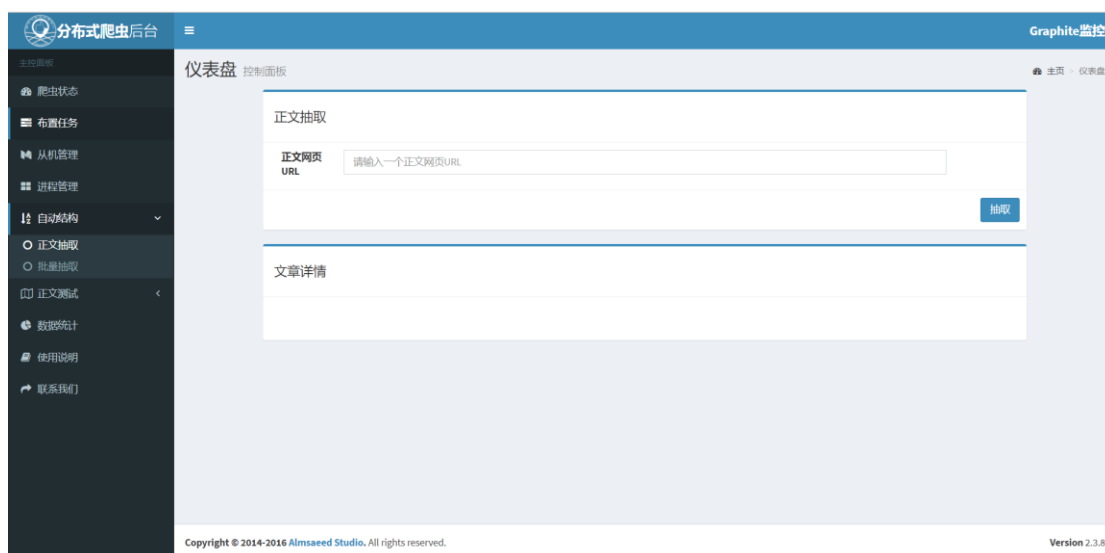 分布式爬虫后台
Graphite监控
主控面板
爬虫状态
布置任务
从机管理
进程管理
自动结构
正文抽取
批量抽取
正文测试
数据统计
使用说明
联系我们
仪表盘 控制面板
主页 > 仪表盘
正文抽取
正文网页
URL
请输入一个正文网页URL
抽取
文章详情
Copyright © 2014-2016 Almsaeed Studio. All rights reserved.
Version 2.3.8